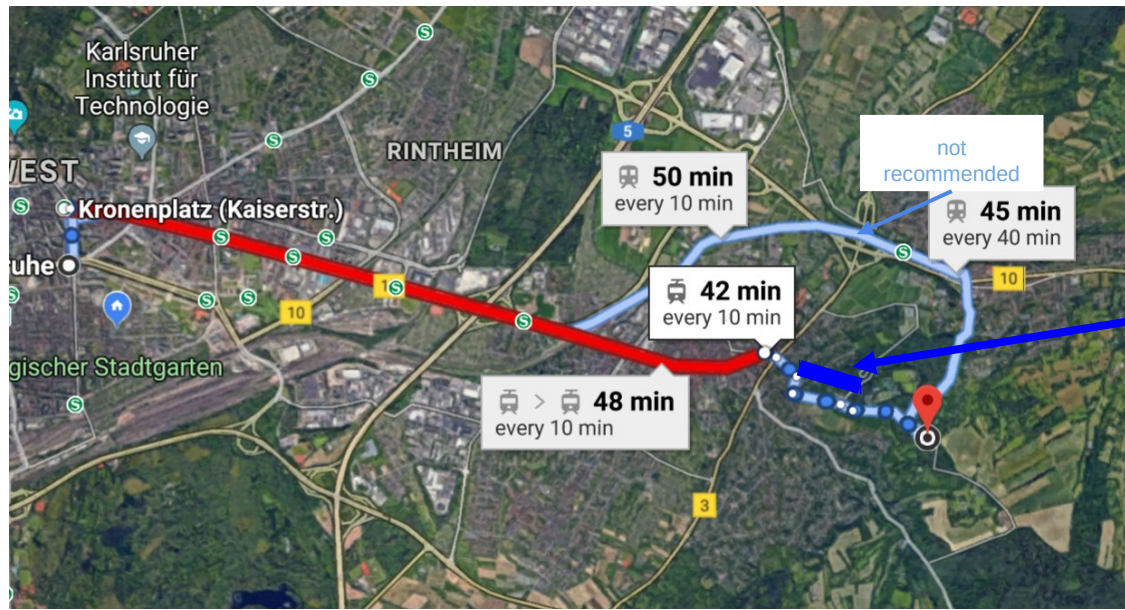 Karlsruher
Institut für
Technologie
RINTHEIM
5
not
recommended
50 min
every 10 min
45 min
every 40 min
WEST
S
S
S
S
S
S
S
S
S
S
S
S
S
Kronenplatz (Kaiserstr.)
ruhe
10
10
1
42 min
every 10 min
gischer Stadtgarten
> 48 min
every 10 min
3